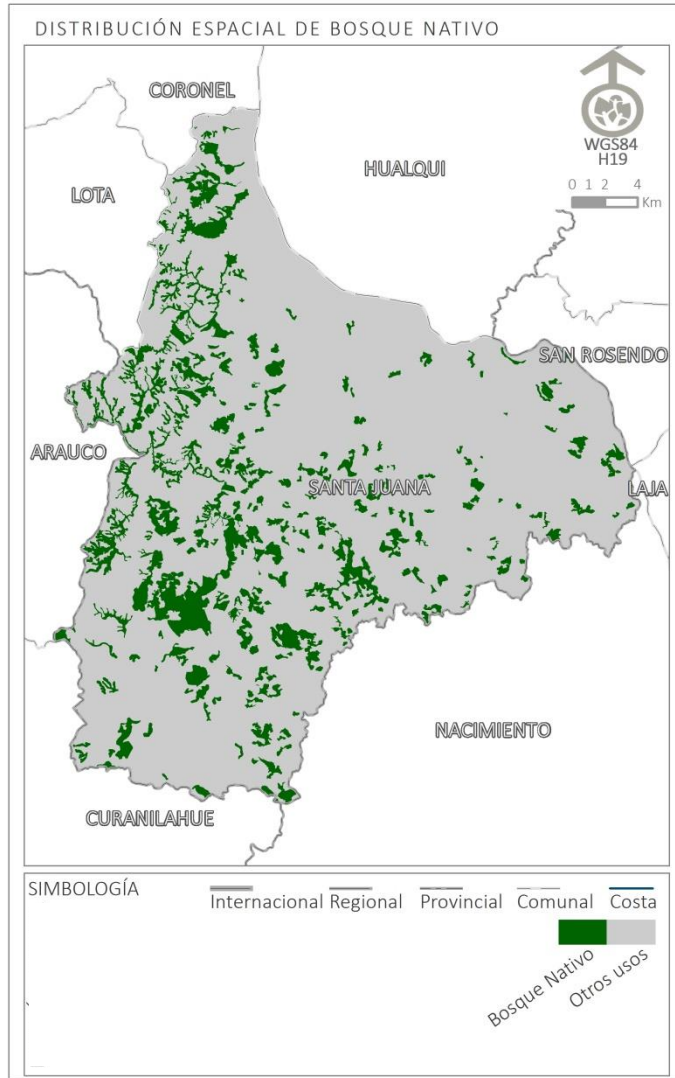 DISTRIBUCIÓN ESPACIAL DE BOSQUE NATIVO
CORONEL
WGS84
H19
HUALQUI
LOTA
0 1 2 4
Km
SAN ROSENDO
ARAUCO
SANTA JUANA
LAJA
NACIMIENTO
CURANILAHUE
SIMBOLOGÍA
Internacional Regional Provincial Comunal Costa
Bosque Nativo
Otros usos